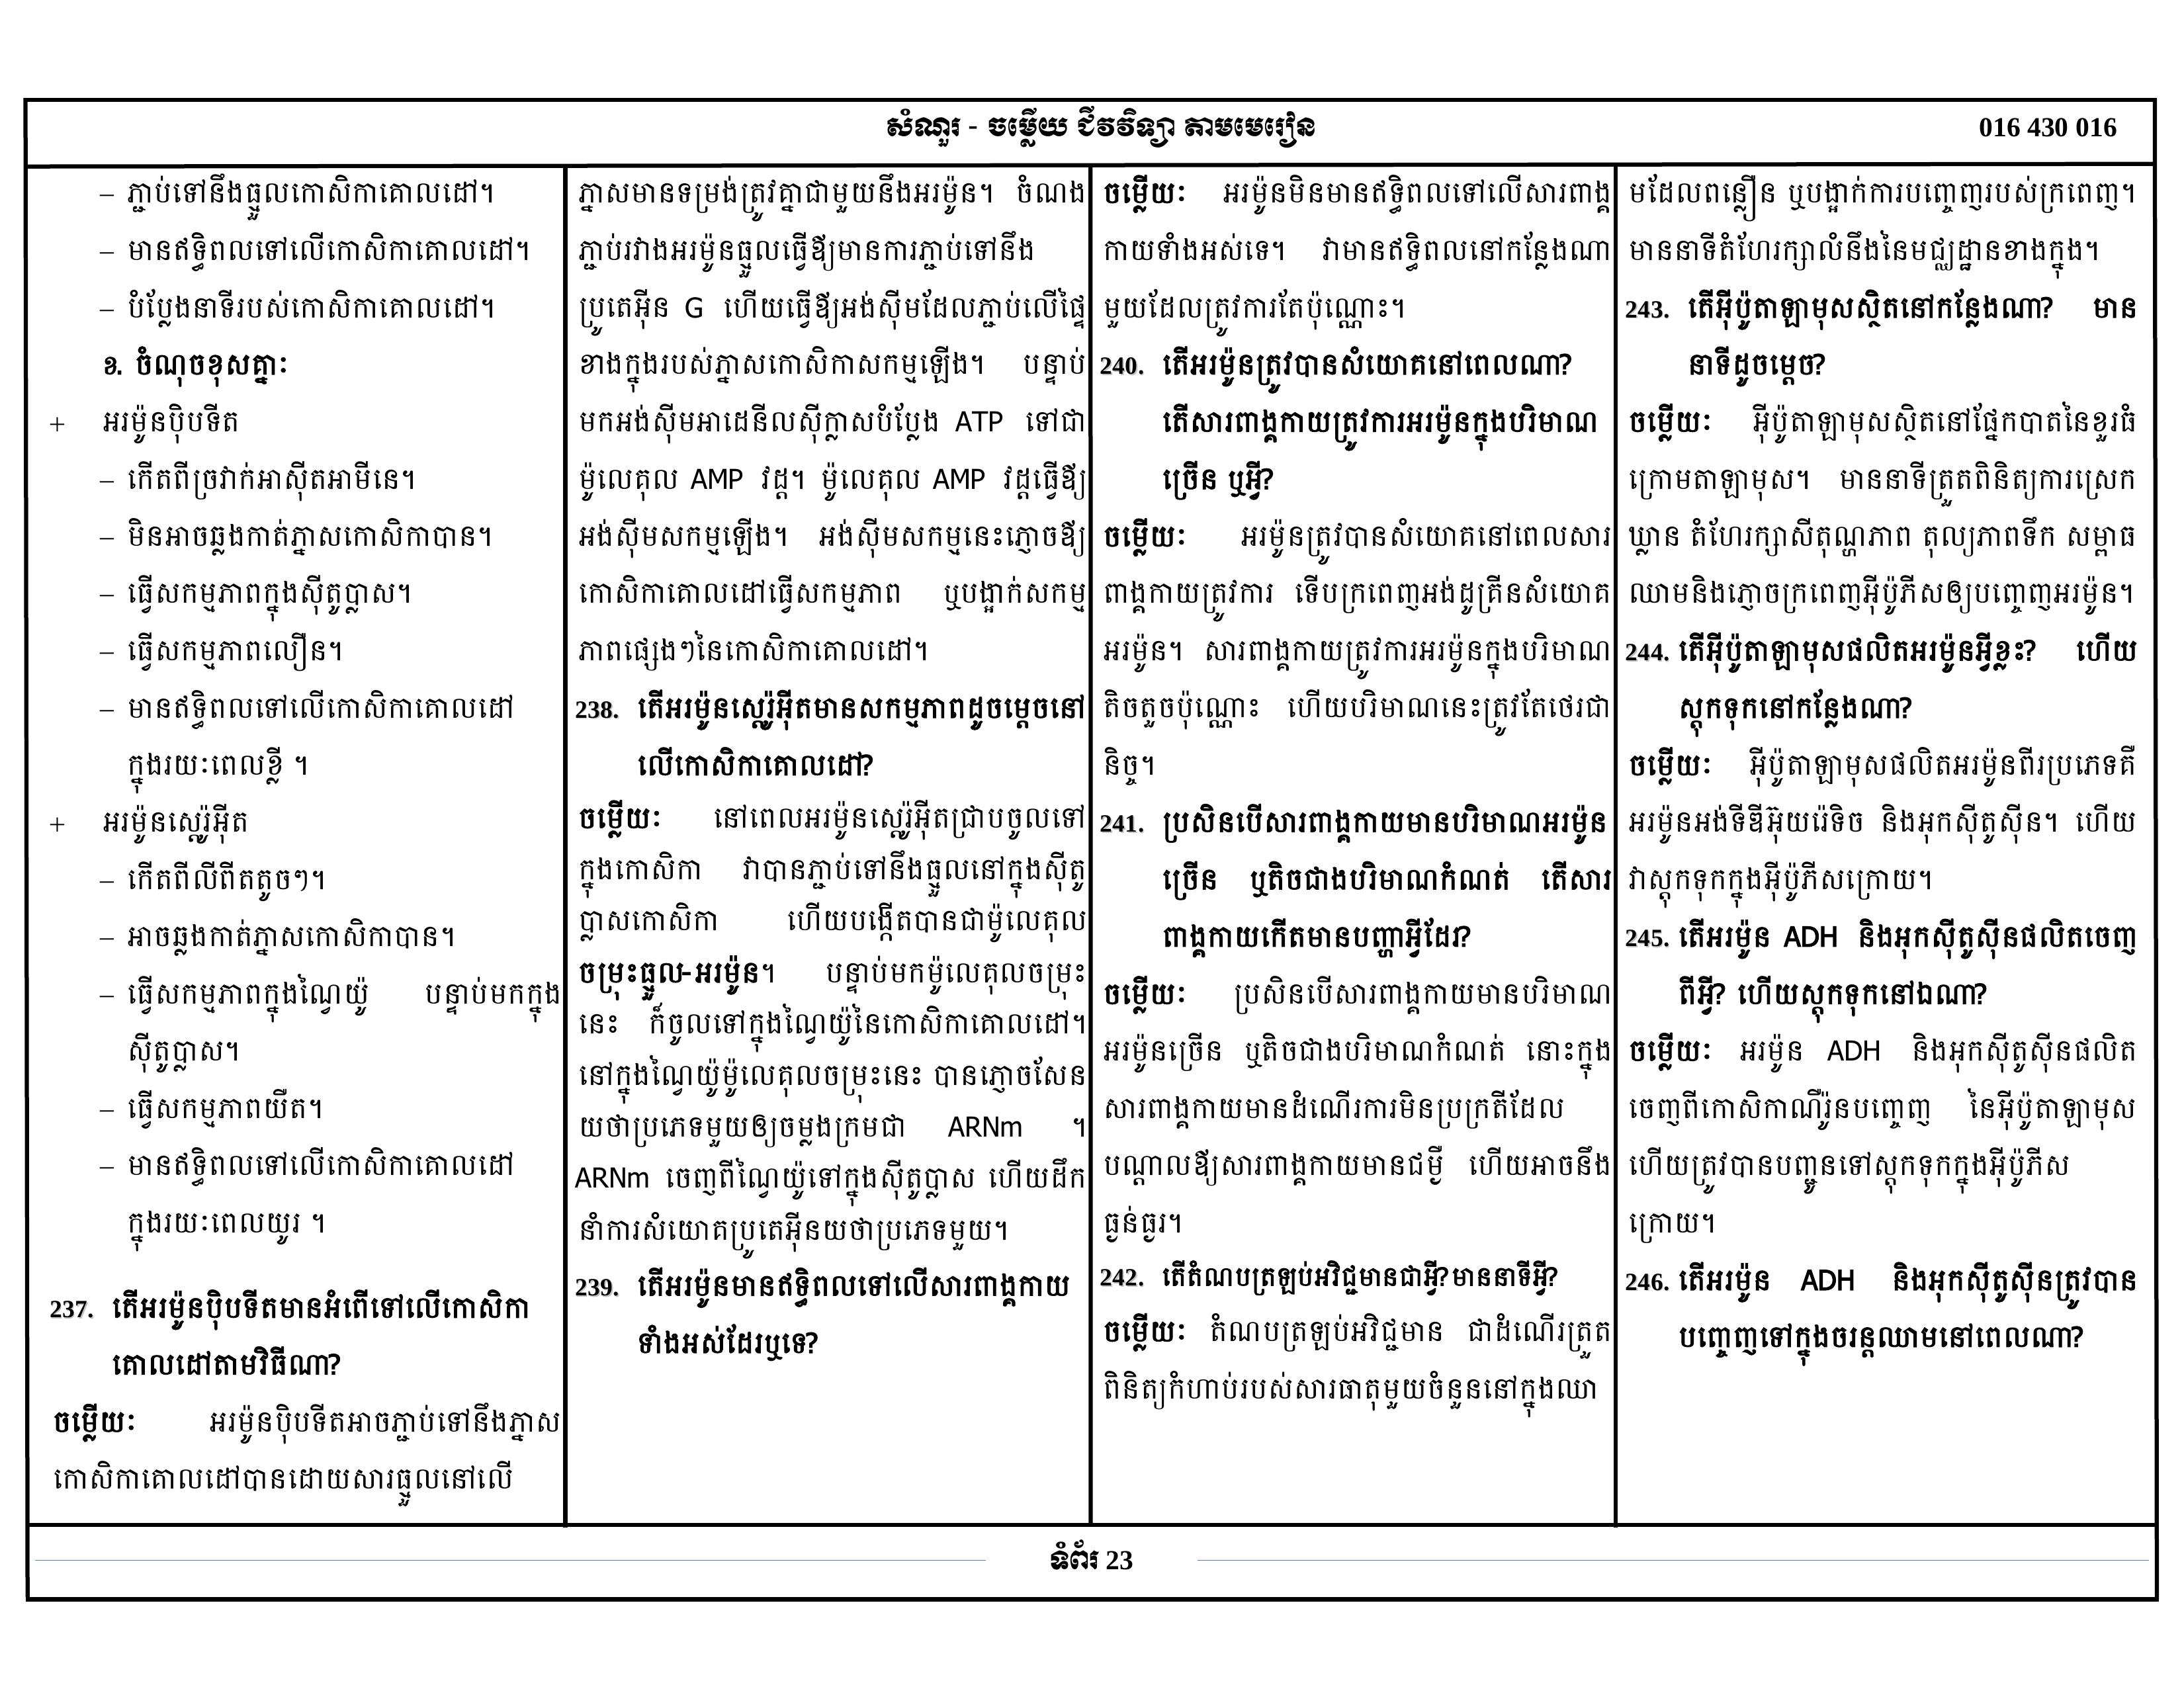 សំណួរ - ចម្លើយ ជីវវិទ្យា តាមមេរៀន
016 430 016
– ភ្ជាប់ទៅនឹងធ្មួលកោសិកាគោលដៅ។
– មានឥទ្ធិពលទៅលើកោសិកាគោលដៅ។
– បំប្លែងនាទីរបស់កោសិកាគោលដៅ។
ខ. ចំណុចខុសគ្នាៈ
+ អរម៉ូនប៉ិបទីត
– កើតពីច្រវាក់អាស៊ីតអាមីនេ។
– មិនអាចឆ្លងកាត់ភ្នាសកោសិកាបាន។
– ធ្វើសកម្មភាពក្នុងស៊ីតូប្លាស។
– ធ្វើសកម្មភាពលឿន។
– មានឥទ្ធិពលទៅលើកោសិកាគោលដៅ
ក្នុងរយៈពេលខ្លី ។
+ អរម៉ូនស្តេរ៉ូអ៊ីត
– កើតពីលីពីតតូចៗ។
– អាចឆ្លងកាត់ភ្នាសកោសិកាបាន។
– ធ្វើសកម្មភាពក្នុងណ្វៃយ៉ូ បន្ទាប់មកក្នុង
ស៊ីតូប្លាស។
– ធ្វើសកម្មភាពយឺត។
– មានឥទ្ធិពលទៅលើកោសិកាគោលដៅ
ក្នុងរយៈពេលយូរ ។
237. តើអរម៉ូនប៉ិបទីតមានអំពើទៅលើកោសិកា
គោលដៅតាមវិធីណា?
ចម្លើយៈ អរម៉ូនប៉ិបទីតអាចភ្ជាប់ទៅនឹងភ្នាស
កោសិកាគោលដៅបានដោយសារធ្មួលនៅលើ
ភ្នាសមានទម្រង់ត្រូវគ្នាជាមួយនឹងអរម៉ូន។ ចំណង
ភ្ជាប់រវាងអរម៉ូនធ្មួលធ្វើឪ្យមានការភ្ជាប់ទៅនឹង
ប្រូតេអ៊ីន G ហើយធ្វើឪ្យអង់ស៊ីមដែលភ្ជាប់លើផ្ទៃ
ខាងក្នុងរបស់ភ្នាសកោសិកាសកម្មឡើង។ បន្ទាប់
មកអង់ស៊ីមអាដេនីលស៊ីក្លាសបំប្លែង ATP ទៅជា
ម៉ូលេគុល AMP វដ្ត។ ម៉ូលេគុល AMP វដ្តធ្វើឪ្យ
អង់ស៊ីមសកម្មឡើង។ អង់ស៊ីមសកម្មនេះភ្ញោចឪ្យ
កោសិកាគោលដៅធ្វើសកម្មភាព ឬបង្អាក់សកម្ម
ភាពផ្សេងៗនៃកោសិកាគោលដៅ។
238. តើអរម៉ូនស្តេរ៉ូអ៊ីតមានសកម្មភាពដូចម្តេចនៅ
លើកោសិកាគោលដៅ?
ចម្លើយៈ នៅពេលអរម៉ូនស្តេរ៉ូអ៊ីតជ្រាបចូលទៅ
ក្នុងកោសិកា វាបានភ្ជាប់ទៅនឹងធ្មួលនៅក្នុងស៊ីតូ
ប្លាសកោសិកា ហើយបង្កើតបានជាម៉ូលេគុល
ចម្រុះធ្មួល-អរម៉ូន។ បន្ទាប់មកម៉ូលេគុលចម្រុះ
នេះ ក៏ចូលទៅក្នុងណ្វៃយ៉ូនៃកោសិកាគោលដៅ។
នៅក្នុងណ្វៃយ៉ូម៉ូលេគុលចម្រុះនេះ បានភ្ញោចសែន
យថាប្រភេទមួយឲ្យចម្លងក្រមជា ARNm ។
ARNm ចេញពីណ្វៃយ៉ូទៅក្នុងស៊ីតូប្លាស ហើយដឹក
នាំការសំយោគប្រូតេអ៊ីនយថាប្រភេទមួយ។
239. តើអរម៉ូនមានឥទ្ធិពលទៅលើសារពាង្គកាយ
ទាំងអស់ដែរឬទេ?
ចម្លើយៈ អរម៉ូនមិនមានឥទ្ធិពលទៅលើសារពាង្គ
កាយទាំងអស់ទេ។ វាមានឥទ្ធិពលនៅកន្លែងណា
មួយដែលត្រូវការតែប៉ុណ្ណោះ។
240. តើអរម៉ូនត្រូវបានសំយោគនៅពេលណា?
តើសារពាង្គកាយត្រូវការអរម៉ូនក្នុងបរិមាណ
ច្រើន ឬអ្វី?
ចម្លើយៈ អរម៉ូនត្រូវបានសំយោគនៅពេលសារ
ពាង្គកាយត្រូវការ ទើបក្រពេញអង់ដូគ្រីនសំយោគ
អរម៉ូន។ សារពាង្គកាយត្រូវការអរម៉ូនក្នុងបរិមាណ
តិចតួចប៉ុណ្ណោះ ហើយបរិមាណនេះត្រូវតែថេរជា
និច្ច។
241. ប្រសិនបើសារពាង្គកាយមានបរិមាណអរម៉ូន
ច្រើន ឬតិចជាងបរិមាណកំណត់ តើសារ
ពាង្គកាយកើតមានបញ្ហាអ្វីដែរ?
ចម្លើយៈ ប្រសិនបើសារពាង្គកាយមានបរិមាណ
អរម៉ូនច្រើន ឬតិចជាងបរិមាណកំណត់ នោះក្នុង
សារពាង្គកាយមានដំណើរការមិនប្រក្រតីដែល
បណ្តាលឪ្យសារពាង្គកាយមានជម្ងឺ ហើយអាចនឹង
ធ្ងន់ធ្ងរ។
242. តើតំណបត្រឡប់អវិជ្ជមានជាអ្វី? មាននាទីអ្វី?
ចម្លើយៈ តំណបត្រឡប់អវិជ្ជមាន ជាដំណើរត្រួត
ពិនិត្យកំហាប់របស់សារធាតុមួយចំនួននៅក្នុងឈា
មដែលពន្លឿន ឬបង្អាក់ការបញ្ចេញរបស់ក្រពេញ។
មាននាទីតំហែរក្សាលំនឹងនៃមជ្ឈដ្ឋានខាងក្នុង។
243. តើអ៊ីប៉ូតាឡាមុសស្ថិតនៅកន្លែងណា? មាន
នាទីដូចម្តេច?
ចម្លើយៈ អ៊ីប៉ូតាឡាមុសស្ថិតនៅផ្នែកបាតនៃខួរធំ
ក្រោមតាឡាមុស។ មាននាទីត្រួតពិនិត្យការស្រេក
ឃ្លាន តំហែរក្សាសីតុណ្ហភាព តុល្យភាពទឹក សម្ពាធ
ឈាមនិងភ្ញោចក្រពេញអ៊ីប៉ូភីសឲ្យបញ្ចេញអរម៉ូន។
244. តើអ៊ីប៉ូតាឡាមុសផលិតអរម៉ូនអ្វីខ្លះ? ហើយ
ស្តុកទុកនៅកន្លែងណា?
ចម្លើយៈ អ៊ីប៉ូតាឡាមុសផលិតអរម៉ូនពីរប្រភេទគឺ
អរម៉ូនអង់ទីឌីអ៊ុយរ៉េទិច និងអុកស៊ីតូស៊ីន។ ហើយ
វាស្តុកទុកក្នុងអ៊ីប៉ូភីសក្រោយ។
245. តើអរម៉ូន ADH និងអុកស៊ីតូស៊ីនផលិតចេញ
ពីអ្វី? ហើយស្តុកទុកនៅឯណា?
ចម្លើយៈ អរម៉ូន ADH និងអុកស៊ីតូស៊ីនផលិត
ចេញពីកោសិកាណឺរ៉ូនបញ្ចេញ នៃអ៊ីប៉ូតាឡាមុស
ហើយត្រូវបានបញ្ជូនទៅស្តុកទុកក្នុងអ៊ីប៉ូភីស
ក្រោយ។
246. តើអរម៉ូន ADH និងអុកស៊ីតូស៊ីនត្រូវបាន
បញ្ចេញទៅក្នុងចរន្តឈាមនៅពេលណា?
ទំព័រ 23